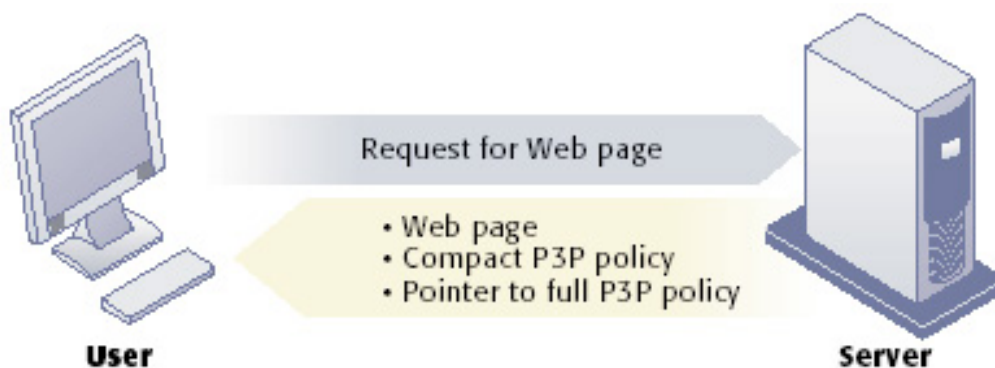 Request for Web page
• Web page
• Compact P3P policy
• Pointer to full P3P policy
User
Server